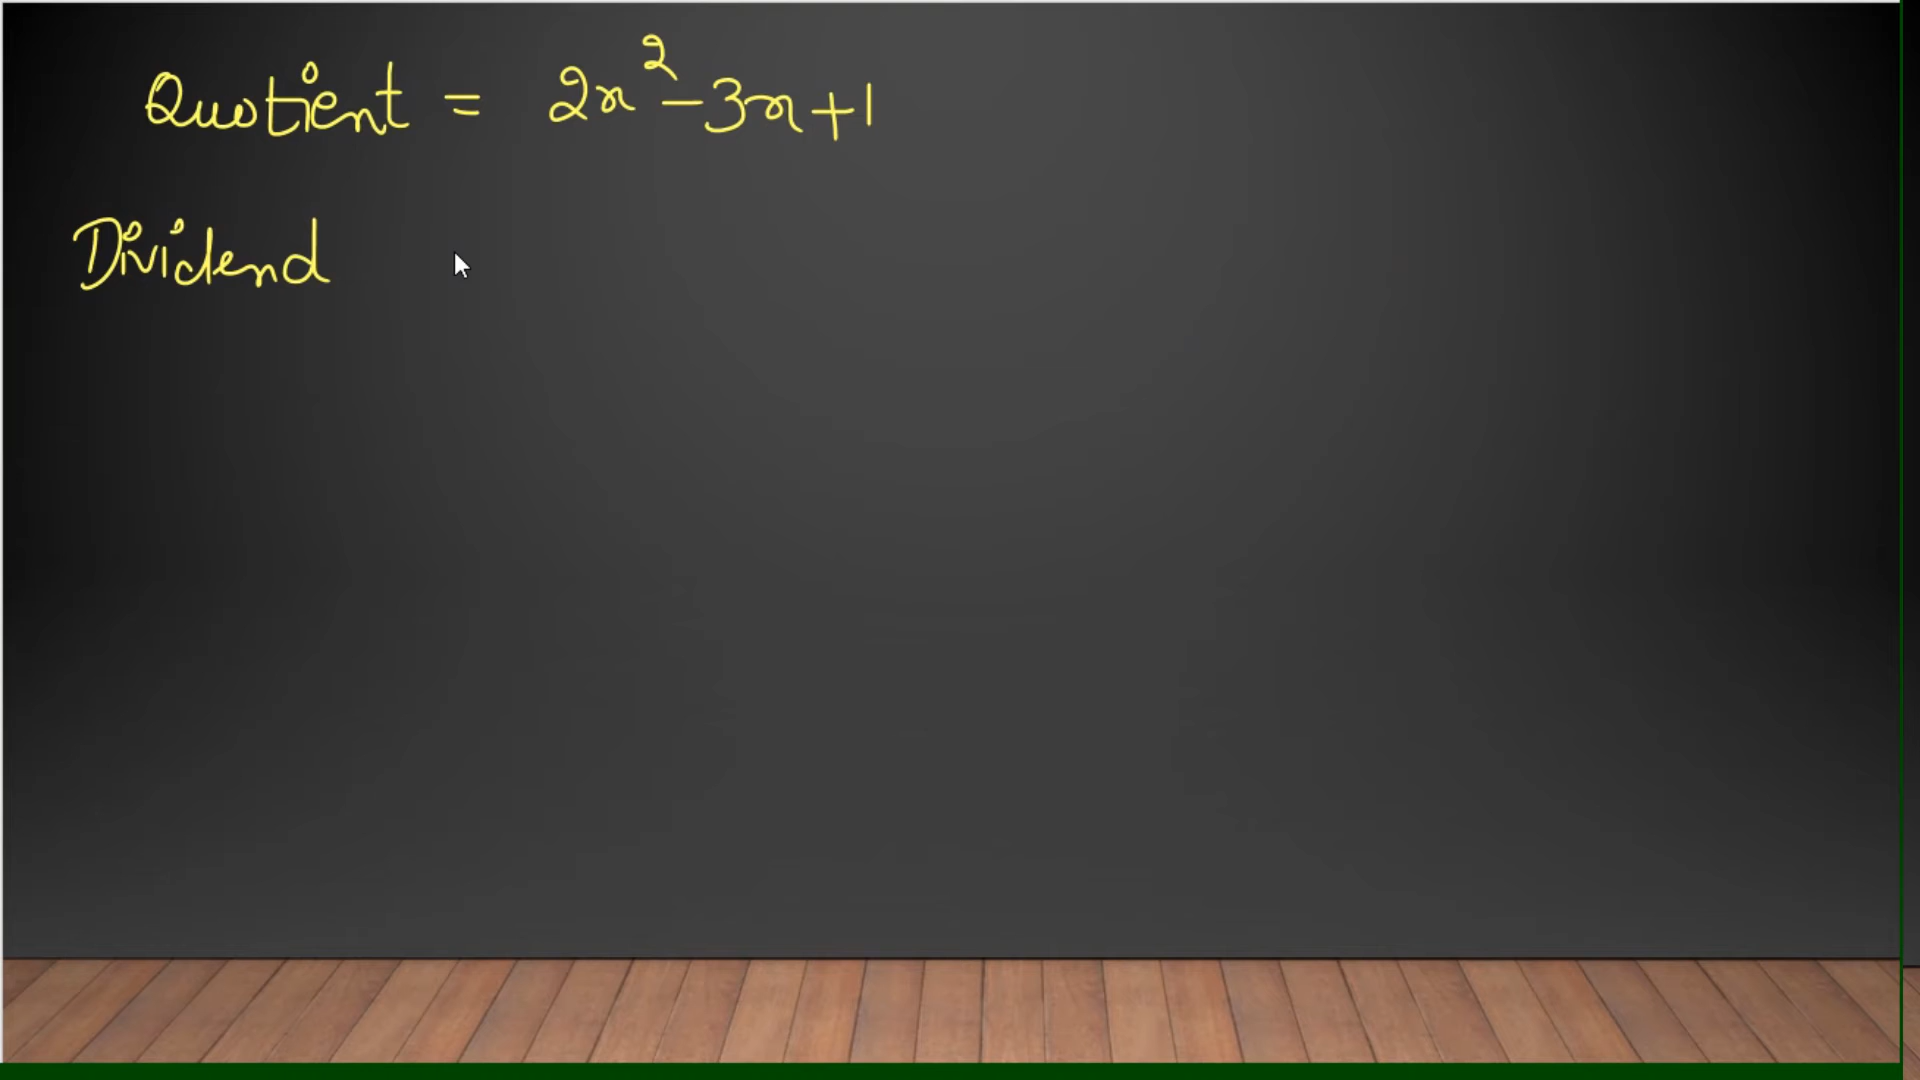 Quotient = 2x² - 3x + 1
Dividend